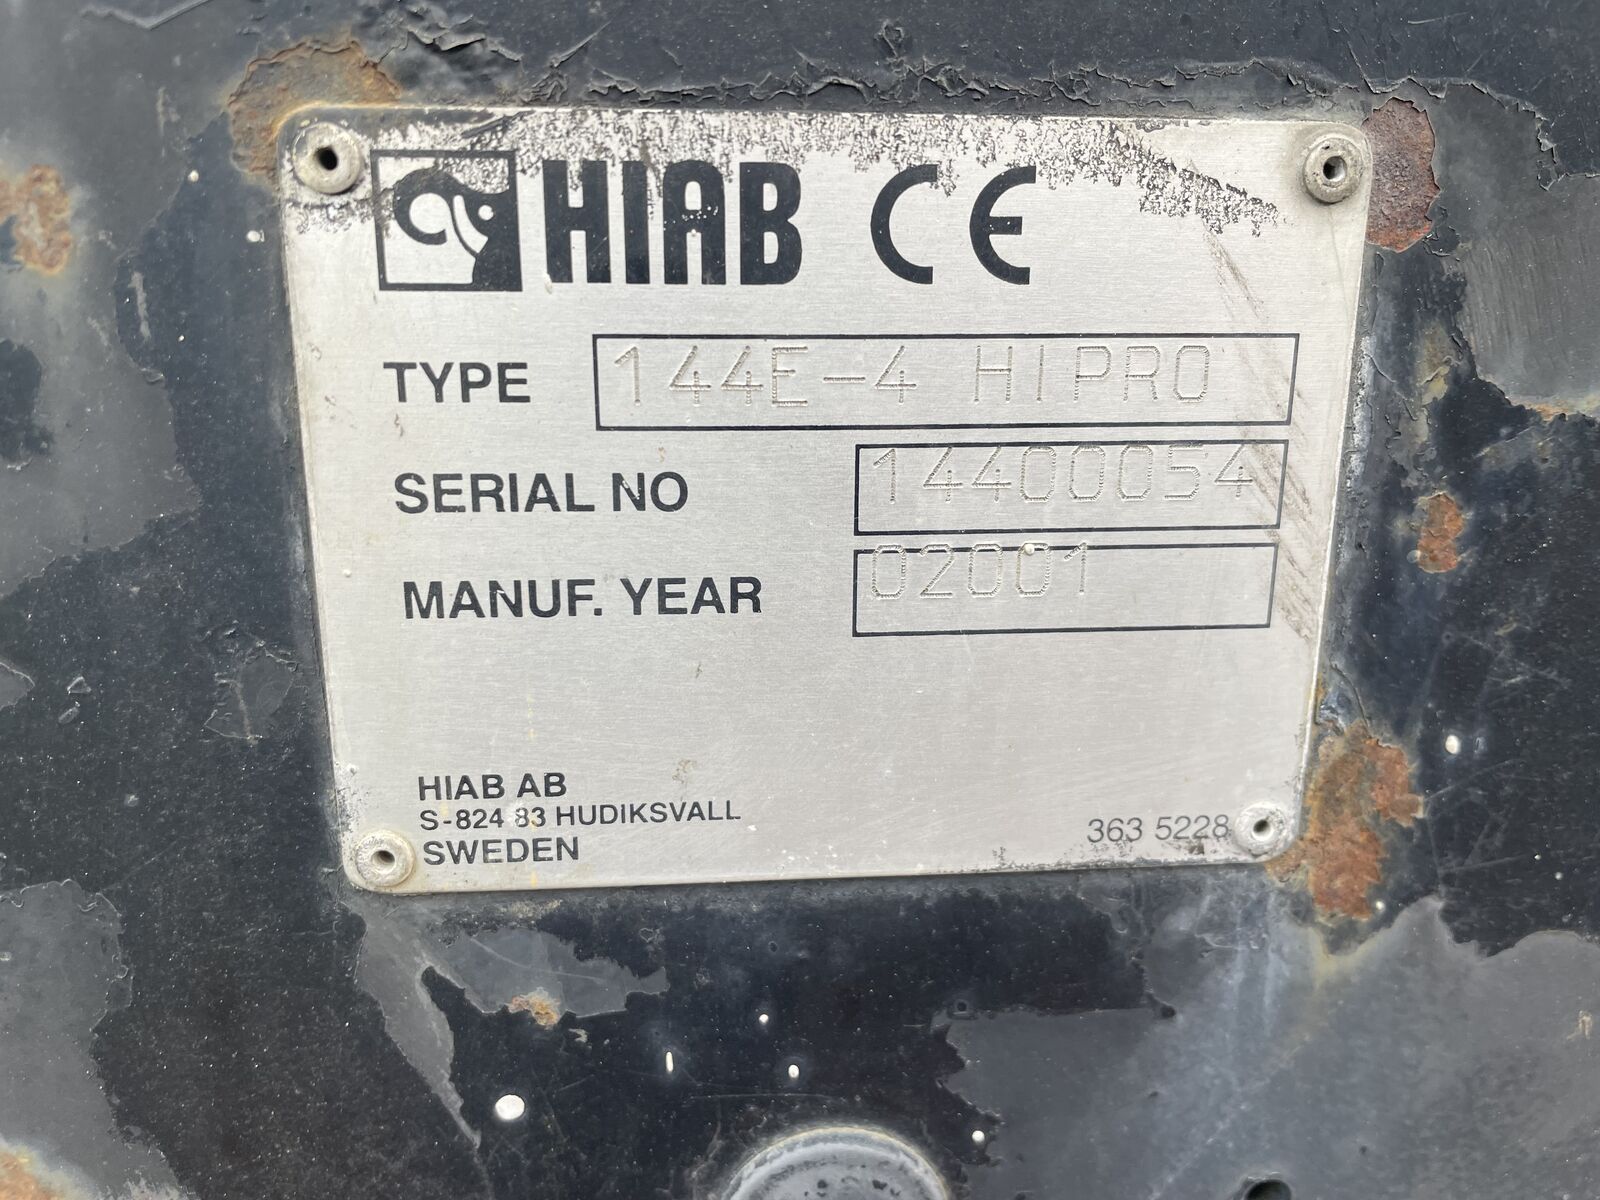 HIAB CE
TYPE 144E-4 HIPRO
SERIAL NO 14400054
MANUF. YEAR 02001
HIAB AB
S-824 83 HUDIKSVALL
SWEDEN
363 5228